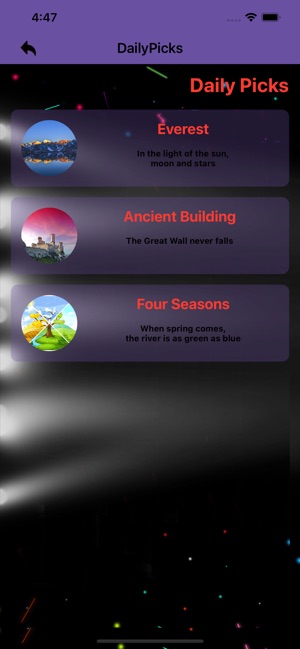 4:47
DailyPicks
Daily Picks
Everest
In the light of the sun,
moon and stars
Ancient Building
The Great Wall never falls
Four Seasons
When spring comes,
the river is as green as blue